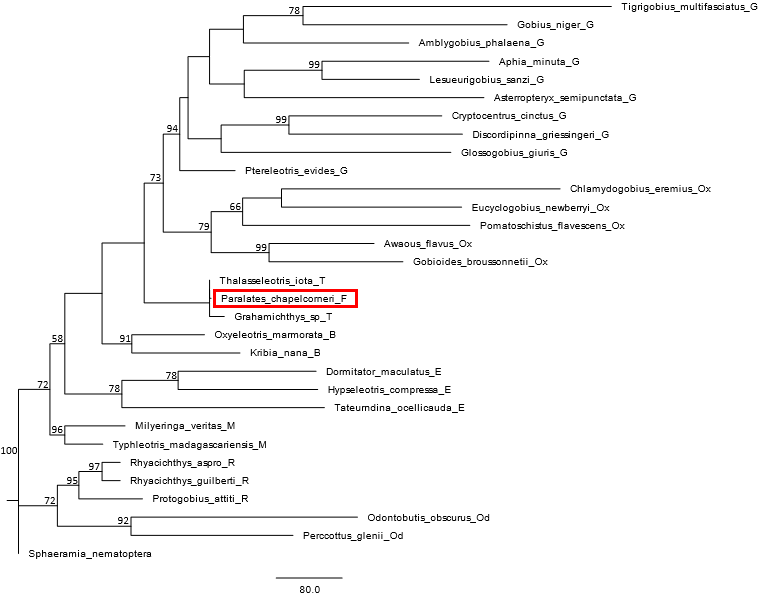 78
Tigrigobius_multifasciatus_G
Gobius_niger_G
Amblygobius_phalaena_G
99
Aphia_minuta_G
Lesueurigobius_sanzi_G
Asterropteryx_semipunctata_G
99
Cryptocentrus_cinctus_G
94
Discordipinna_griessingeri_G
Glossogobius_giuris_G
73
Ptereleotris_evides_G
Chlamydogobius_eremius_Ox
66
Eucyclogobius_newberryi_Ox
79
Pomatoschistus_flavescens_Ox
99
Awaous_flavus_Ox
Gobioides_broussonnetii_Ox
Thalasseleotris_iota_T
Paralates_chapelcorneri_F
Grahamichthys_sp_T
58
91
Oxyeleotris_marmorata_B
Kribia_nana_B
78
Dormitator_maculatus_E
72
78
Hypseleotris_compressa_E
Tateurndina_ocellicauda_E
96
Milyeringa_veritas_M
Typhleotris_madagascariensis_M
100
97
Rhyacichthys_aspro_R
95
Rhyacichthys_guilberti_R
72
Protogobius_attiti_R
92
Odontobutis_obscurus_Od
Perccottus_glenii_Od
Sphaeramia_nematoptera
80.0